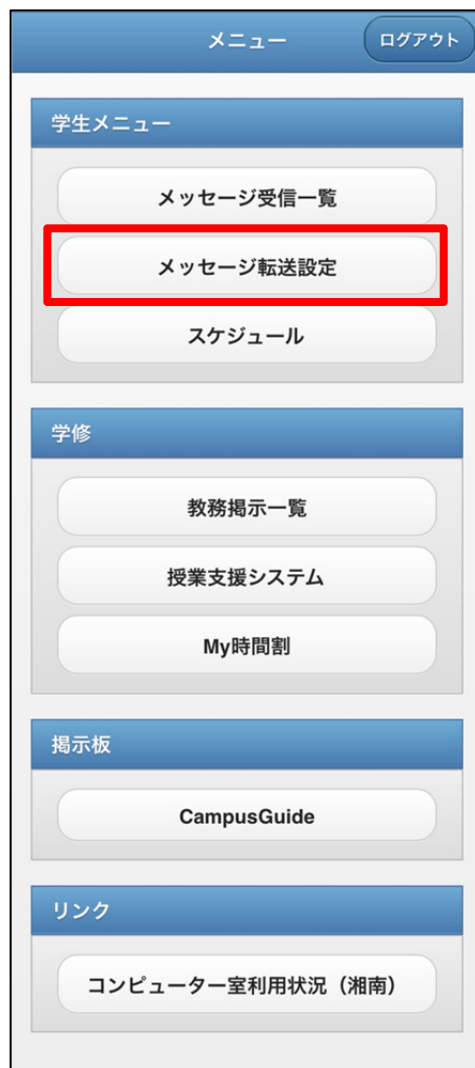 メニュー
ログアウト
学生メニュー
メッセージ受信一覧
メッセージ転送設定
スケジュール
学修
教務掲示一覧
授業支援システム
My時間割
掲示板
CampusGuide
リンク
コンピューター室利用状況（湘南）